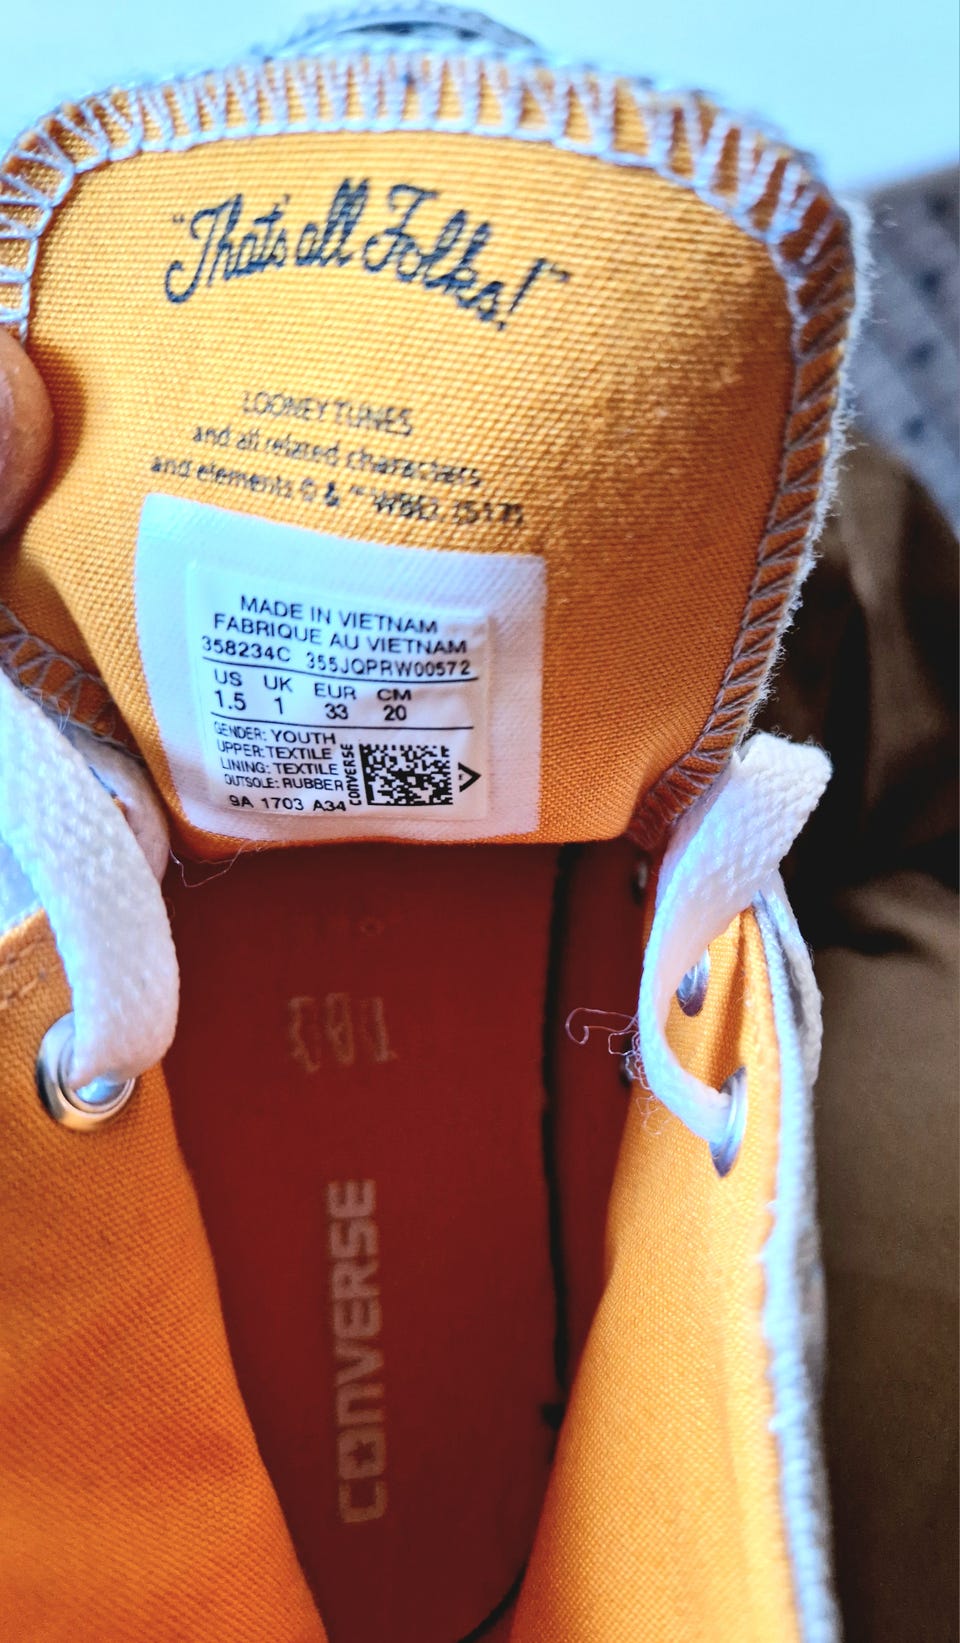 “That's all Folks!”
LOONEY TUNES
and all related characters
and elements © & ™ WBEI. (S17)
MADE IN VIETNAM
FABRIQUE AU VIETNAM
358234C 355JQPRW00572
US UK EUR CM
1.5 1 33 20
GENDER: YOUTH
UPPER: TEXTILE
LINING: TEXTILE
OUTSOLE: RUBBER
CONVERSE
9A 1703 A34
CONVERSE